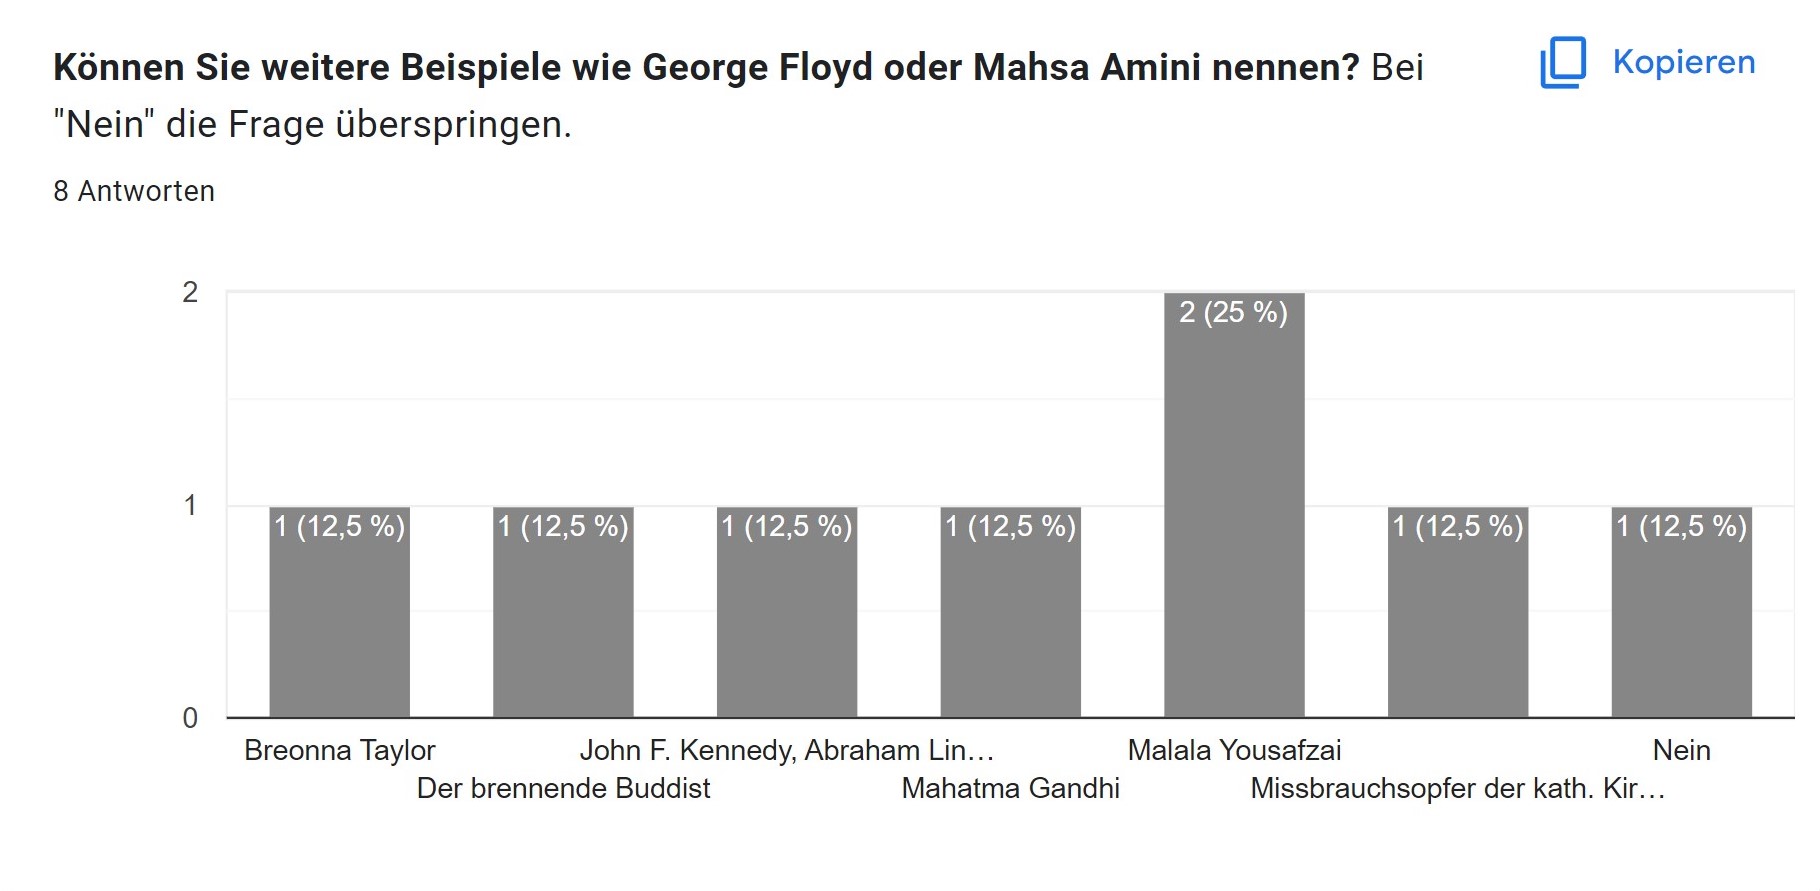 Können Sie weitere Beispiele wie George Floyd oder Mahsa Amini nennen? Bei
"Nein" die Frage überspringen.
Kopieren
8 Antworten
2
1
0
1 (12,5 %)
1 (12,5 %)
1 (12,5 %)
1 (12,5 %)
2 (25 %)
1 (12,5 %)
1 (12,5 %)
Breonna Taylor
Der brennende Buddist
John F. Kennedy, Abraham Lin…
Mahatma Gandhi
Malala Yousafzai
Missbrauchsopfer der kath. Kir…
Nein